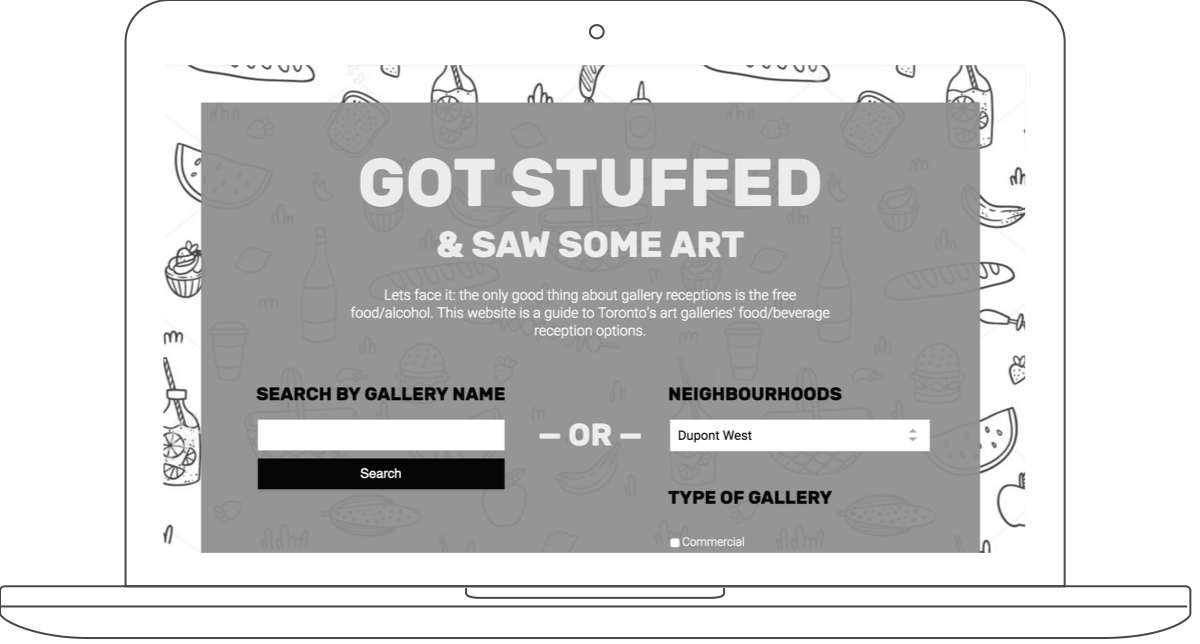 GOT STUFFED
& SAW SOME ART
Lets face it: the only good thing about gallery receptions is the free
food/alcohol. This website is a guide to Toronto's art galleries' food/beverage
reception options.
SEARCH BY GALLERY NAME
Search
— OR —
NEIGHBOURHOODS
Dupont West
TYPE OF GALLERY
Commercial